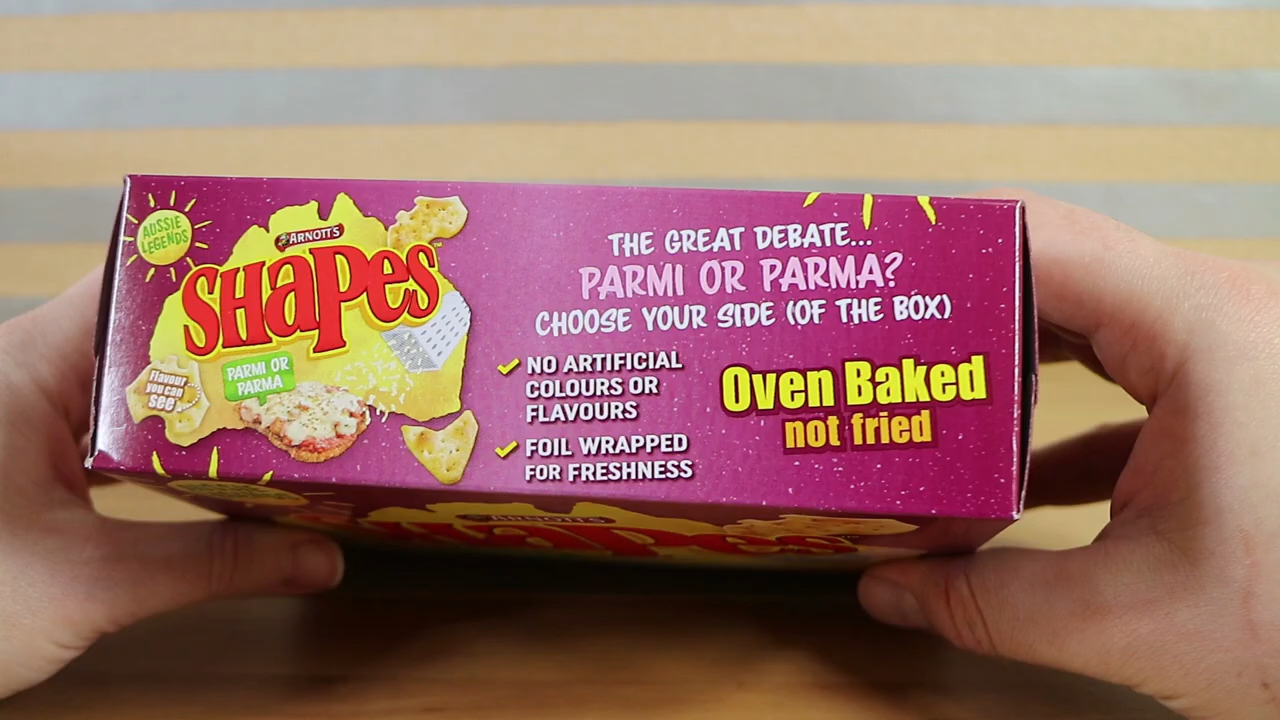 AUSSIE
LEGENDS
ARNOTT'S
SHAPES
Flavour
you can
see
PARMI OR
PARMA
THE GREAT DEBATE...
PARMI OR PARMA?
CHOOSE YOUR SIDE (OF THE BOX)
NO ARTIFICIAL
COLOURS OR
FLAVOURS
FOIL WRAPPED
FOR FRESHNESS
Oven Baked
not fried
ARNOTT'S